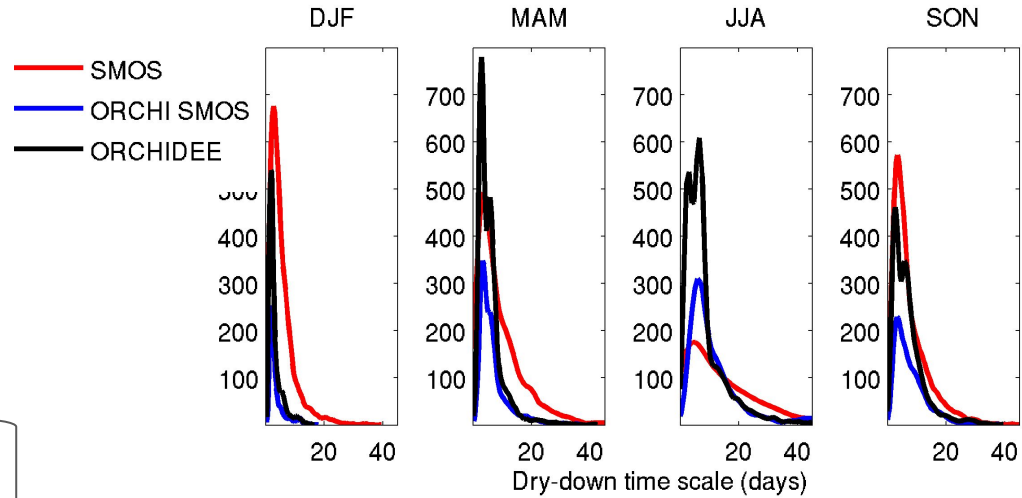 DJF MAM JJA SON
SMOS
ORCHI SMOS
ORCHIDEE
700 700 700
600 600 600
500 500 500
400 400 400 400
300 300 300 300
200 200 200 200
100 100 100 100
20 40 20 40 20 40 20 40
Dry-down time scale (days)